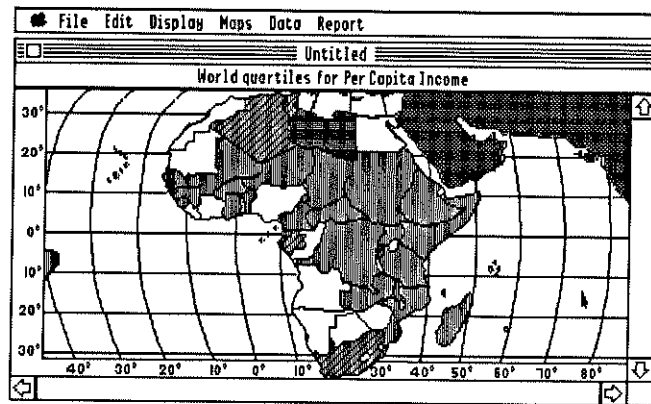 File Edit Display Maps Data Report
Untitled
World quartiles for Per Capita Income
30°
20°
10°
0°
10°
20°
30°
40° 30° 20° 10° 0° 10° 20° 30° 40° 50° 60° 70° 80°